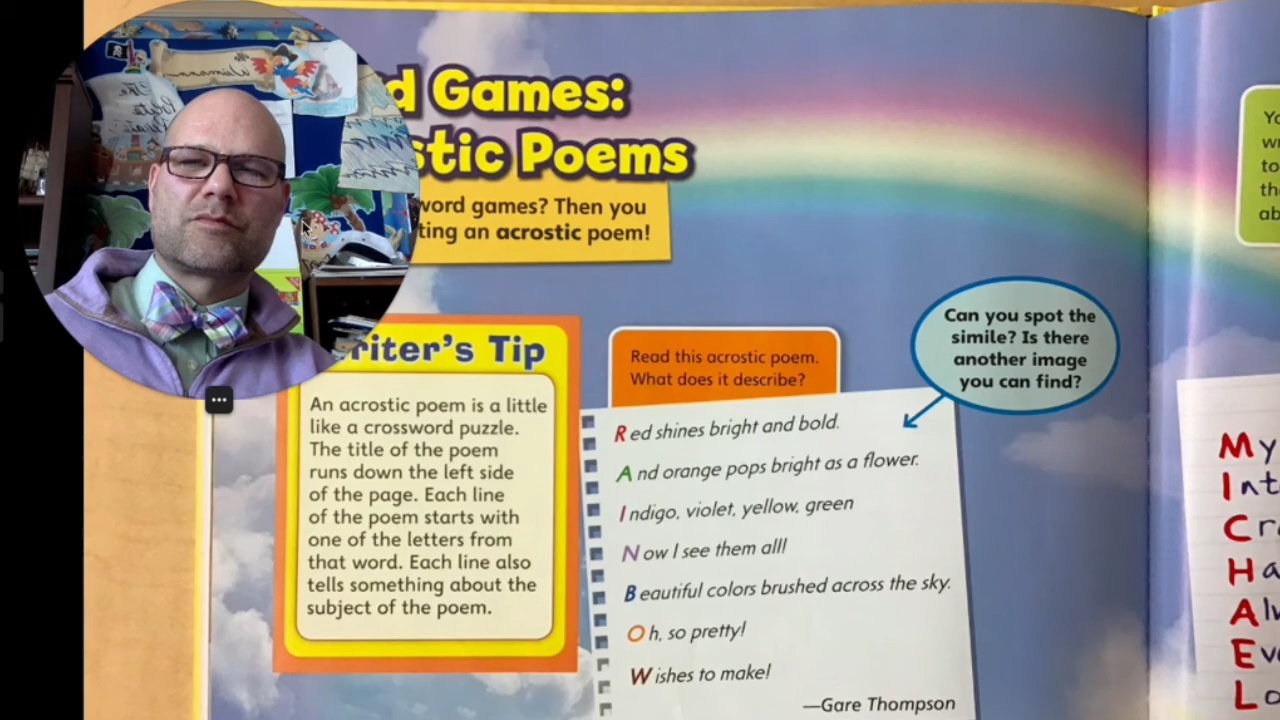 d Games:
stic Poems
word games? Then you
ting an acrostic poem!
riter's Tip
An acrostic poem is a little
like a crossword puzzle.
The title of the poem
runs down the left side
of the page. Each line
of the poem starts with
one of the letters from
that word. Each line also
tells something about the
subject of the poem.
Read this acrostic poem.
What does it describe?
Can you spot the
simile? Is there
another image
you can find?
Red shines bright and bold.
And orange pops bright as a flower.
Indigo, violet, yellow, green
Now I see them all!
Beautiful colors brushed across the sky.
Oh, so pretty!
Wishes to make!
—Gare Thompson
Yo
w
to
th
ab
My
Int
Cr
Ha
Al
Ev
Lo